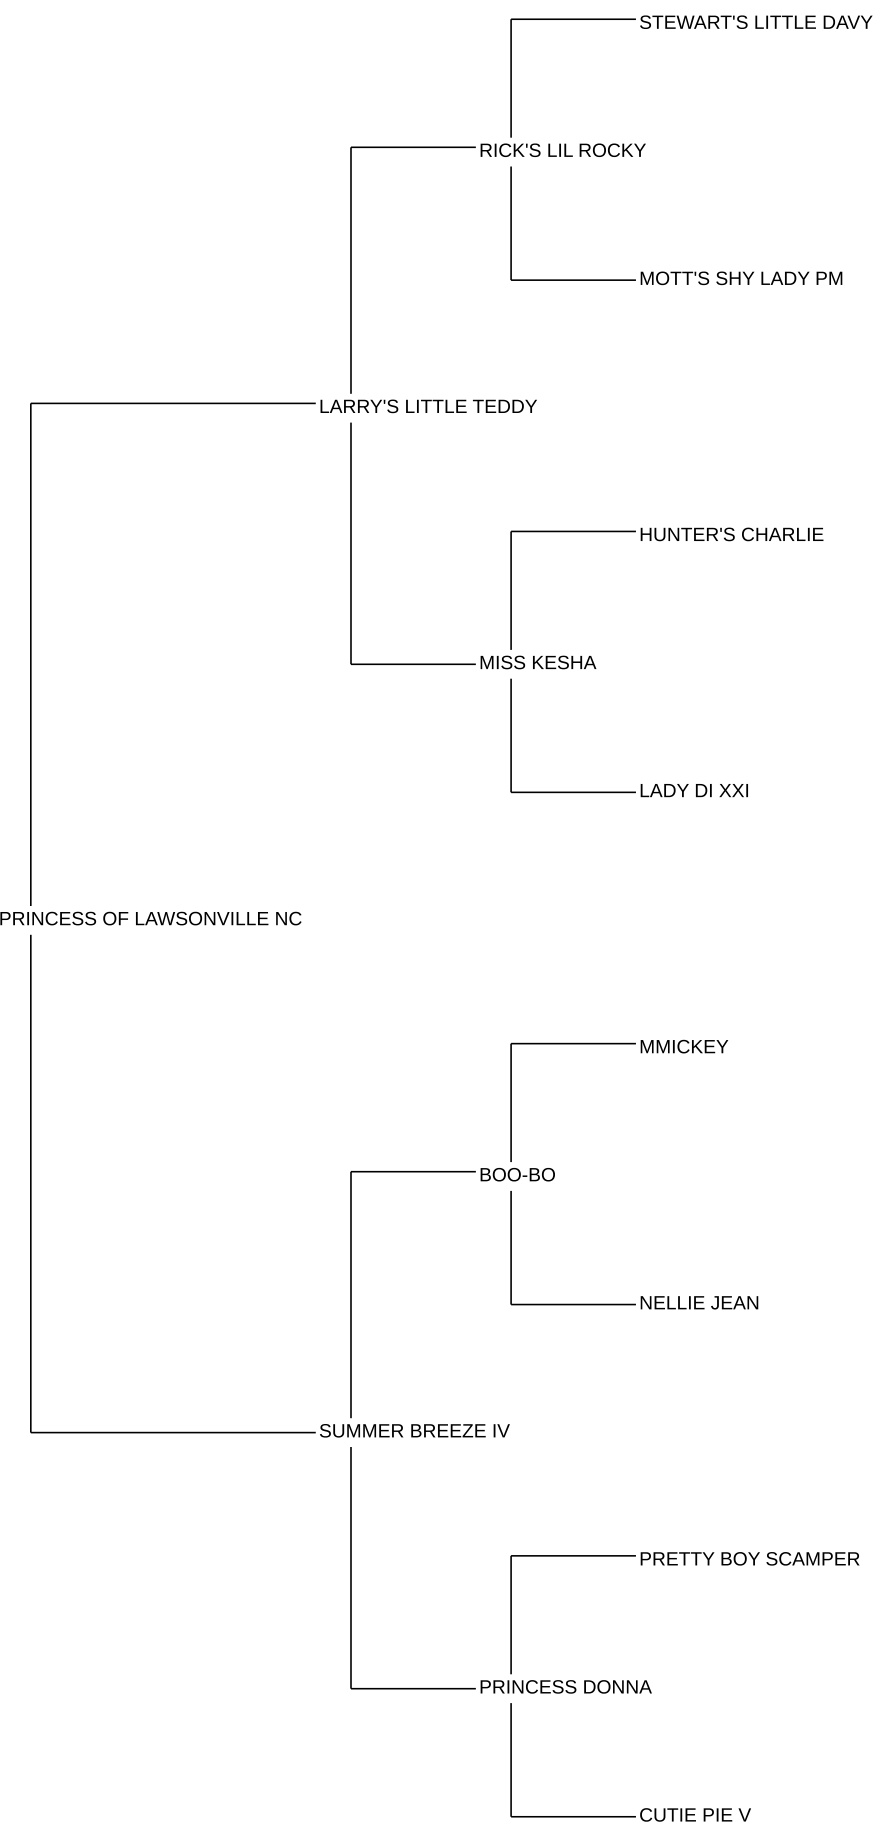 STEWART'S LITTLE DAVY
RICK'S LIL ROCKY
MOTT'S SHY LADY PM
LARRY'S LITTLE TEDDY
HUNTER'S CHARLIE
MISS KESHA
LADY DI XXI
PRINCESS OF LAWSONVILLE NC
MMICKEY
BOO-BO
NELLIE JEAN
SUMMER BREEZE IV
PRETTY BOY SCAMPER
PRINCESS DONNA
CUTIE PIE V